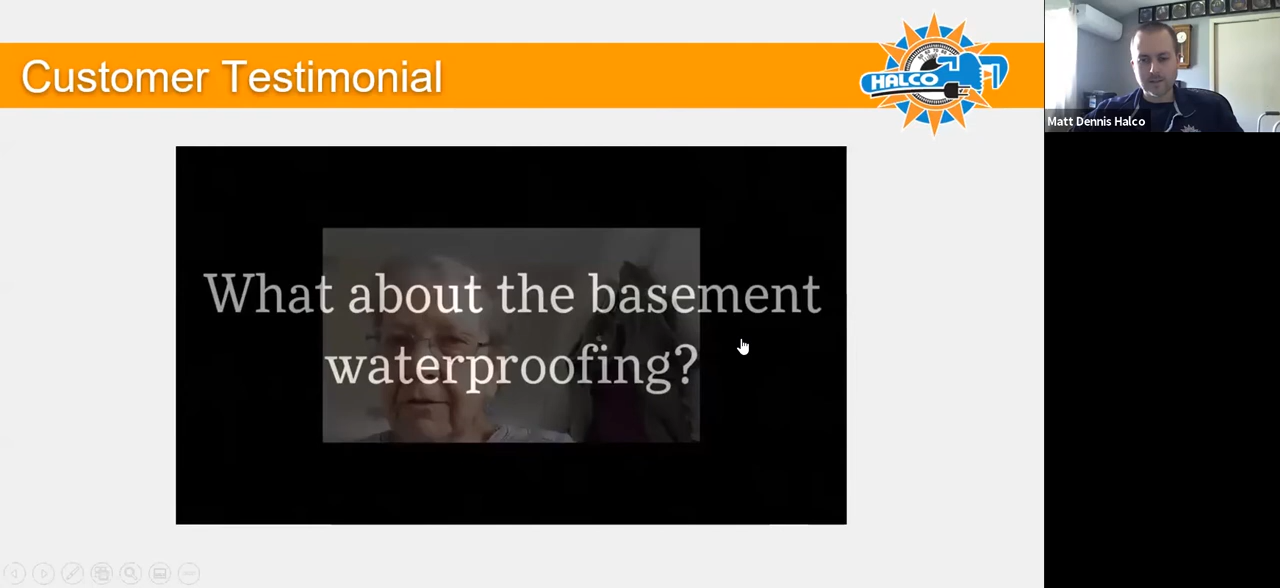 Customer Testimonial
HALCO
Matt Dennis Halco
What about the basement
waterproofing?